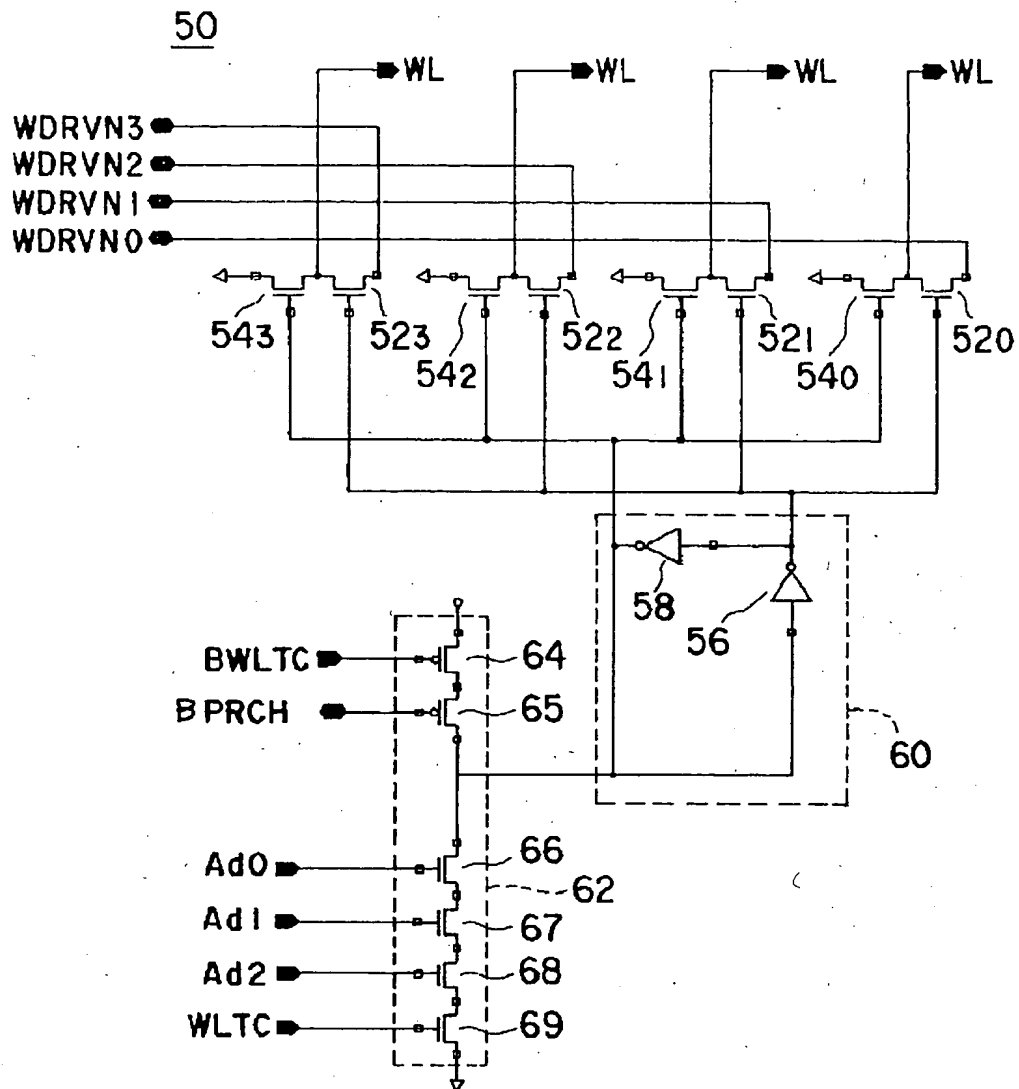 50
WL WL WL WL
WDRVN3
WDRVN2
WDRVN1
WDRVN0
543 523 542 522 541 521 540 520
58
56
BWLTC 64
BPRCH 65
60
Ad0 66
62
Ad1 67
Ad2 68
WLTC 69